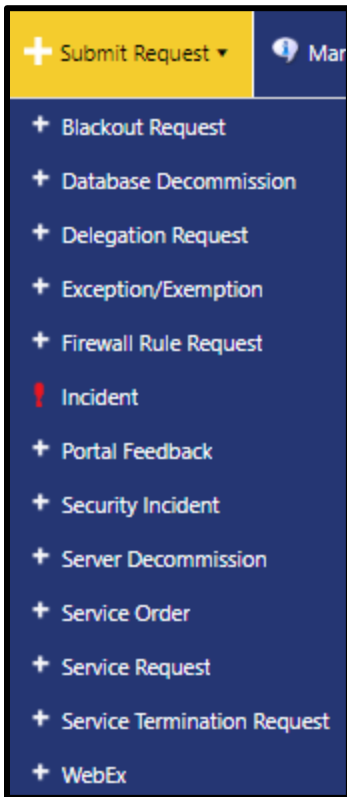 Submit Request
Mar
Blackout Request
Database Decommission
Delegation Request
Exception/Exemption
Firewall Rule Request
Incident
Portal Feedback
Security Incident
Server Decommission
Service Order
Service Request
Service Termination Request
WebEx